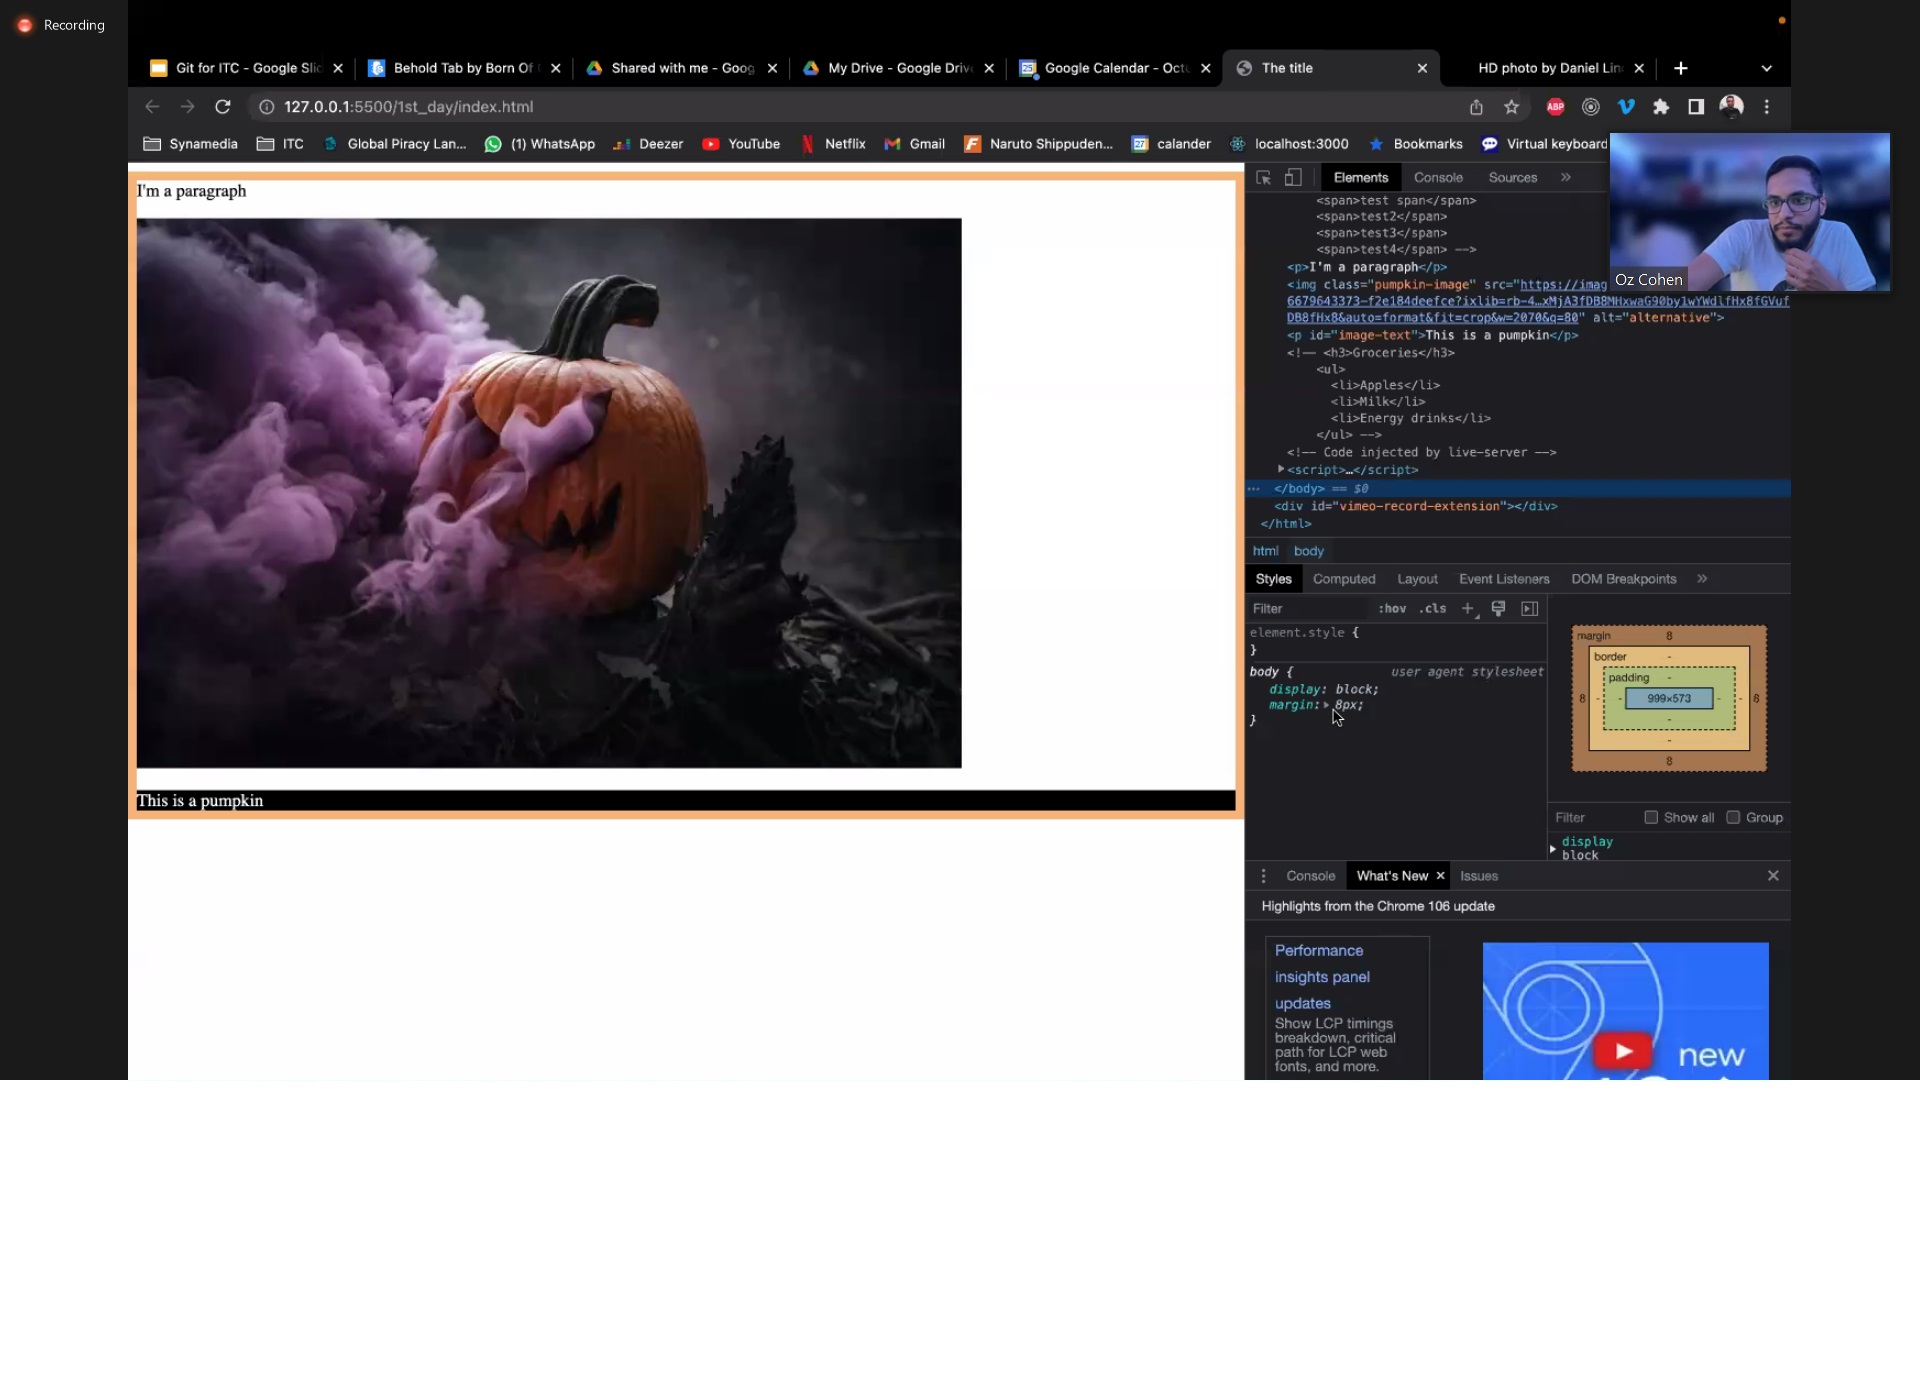 Recording
Git for ITC - Google Slic
Behold Tab by Born Of
Shared with me - Goog
My Drive - Google Driv
Google Calendar - Octo
The title
HD photo by Daniel Lin
127.0.0.1:5500/1st_day/index.html
ABP
Synamedia
ITC
Global Piracy Lan...
(1) WhatsApp
Deezer
YouTube
Netflix
Gmail
Naruto Shippuden...
calander
localhost:3000
Bookmarks
Virtual keyboard
I'm a paragraph
This is a pumpkin
Oz Cohen
Elements Console Sources »
<span>test span</span>
<span>test2</span>
<span>test3</span>
<span>test4</span> -->
<p>I'm a paragraph</p>
<img class="pumpkin-image" src="https://imag
6679643373-f2e184deefce?ixlib=rb-4…xMjA3fDB8MHxwaG90by1wYWdlfHx8fGVuf
DB8fHx8&auto=format&fit=crop&w=2070&q=80" alt="alternative">
<p id="image-text">This is a pumpkin</p>
<!-- <h3>Groceries</h3>
<ul>
<li>Apples</li>
<li>Milk</li>
<li>Energy drinks</li>
</ul> -->
<!-- Code injected by live-server -->
<script>…</script>
</body> == $0
<div id="vimeo-record-extension"></div>
</html>
html body
Styles Computed Layout Event Listeners DOM Breakpoints »
Filter :hov .cls +
element.style {
}
body { user agent stylesheet
display: block;
margin: 8px;
}
margin 8
border -
padding -
8 - - 999×573 - - 8
-
-
8
Filter Show all Group
display
block
Console What's New × Issues
Highlights from the Chrome 106 update
Performance
insights panel
updates
Show LCP timings
breakdown, critical
path for LCP web
fonts, and more.
new